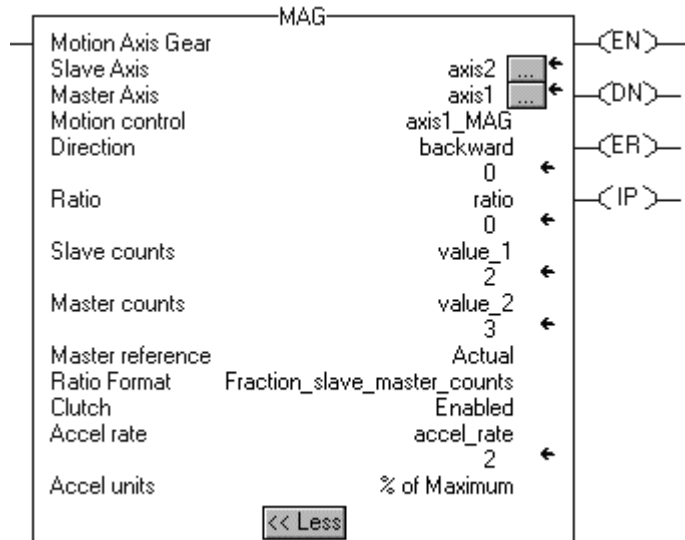 MAG
Motion Axis Gear (EN)
Slave Axis axis2 ...
Master Axis axis1 ... (DN)
Motion control axis1_MAG
Direction backward (ER)
0
Ratio ratio (IP)
0
Slave counts value_1
2
Master counts value_2
3
Master reference Actual
Ratio Format Fraction_slave_master_counts
Clutch Enabled
Accel rate accel_rate
2
Accel units % of Maximum
<< Less